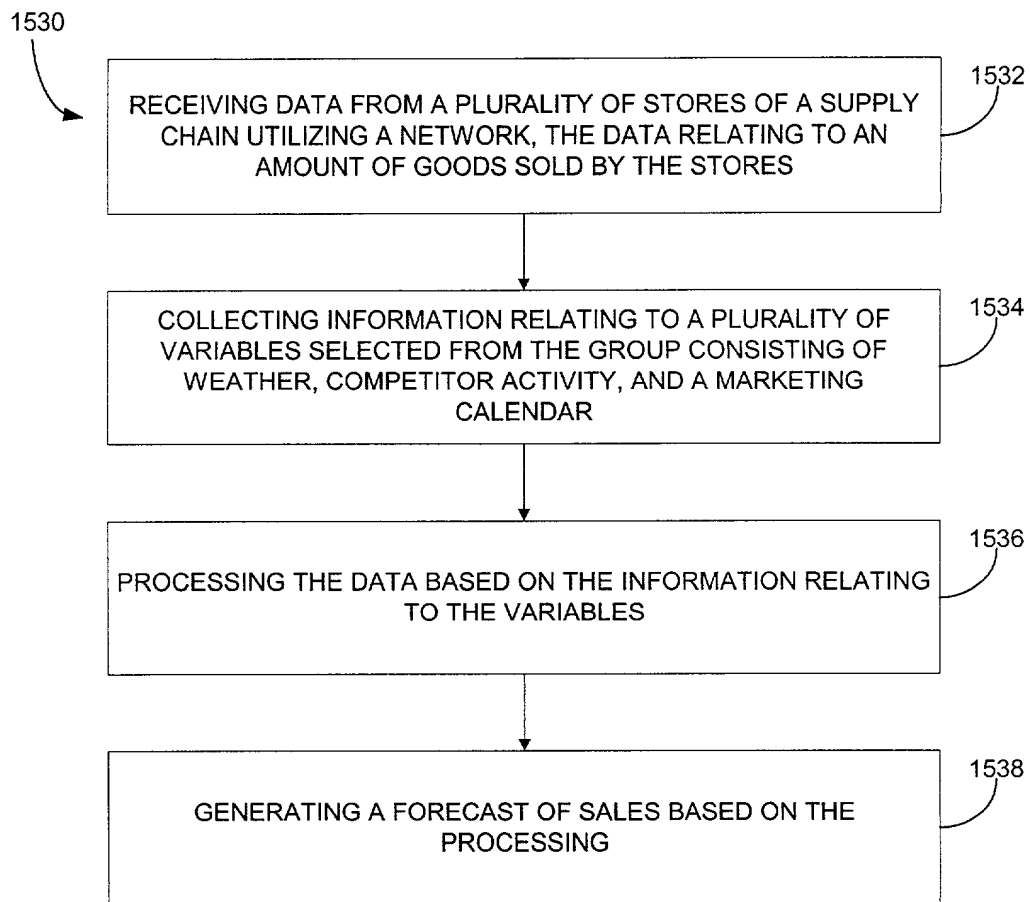 1530
1532
RECEIVING DATA FROM A PLURALITY OF STORES OF A SUPPLY
CHAIN UTILIZING A NETWORK, THE DATA RELATING TO AN
AMOUNT OF GOODS SOLD BY THE STORES
1534
COLLECTING INFORMATION RELATING TO A PLURALITY OF
VARIABLES SELECTED FROM THE GROUP CONSISTING OF
WEATHER, COMPETITOR ACTIVITY, AND A MARKETING
CALENDAR
1536
PROCESSING THE DATA BASED ON THE INFORMATION RELATING
TO THE VARIABLES
1538
GENERATING A FORECAST OF SALES BASED ON THE
PROCESSING